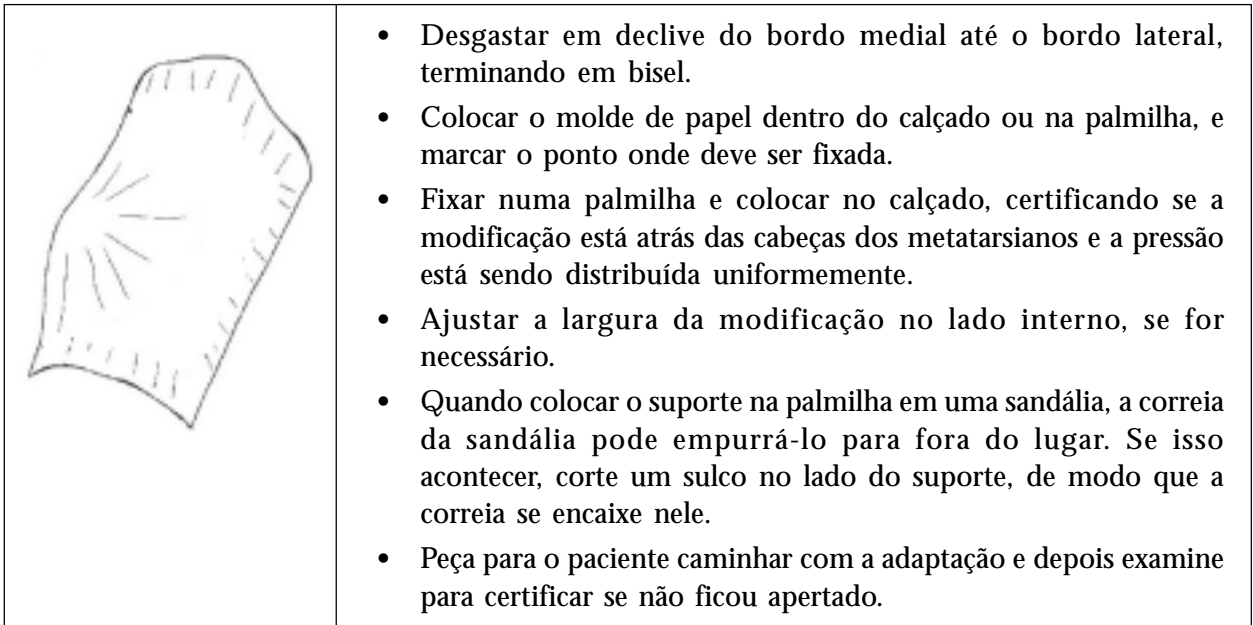 • Desgastar em declive do bordo medial até o bordo lateral,
terminando em bisel.
• Colocar o molde de papel dentro do calçado ou na palmilha, e
marcar o ponto onde deve ser fixada.
• Fixar numa palmilha e colocar no calçado, certificando se a
modificação está atrás das cabeças dos metatarsianos e a pressão
está sendo distribuída uniformemente.
• Ajustar a largura da modificação no lado interno, se for
necessário.
• Quando colocar o suporte na palmilha em uma sandália, a correia
da sandália pode empurrá-lo para fora do lugar. Se isso
acontecer, corte um sulco no lado do suporte, de modo que a
correia se encaixe nele.
• Peça para o paciente caminhar com a adaptação e depois examine
para certificar se não ficou apertado.